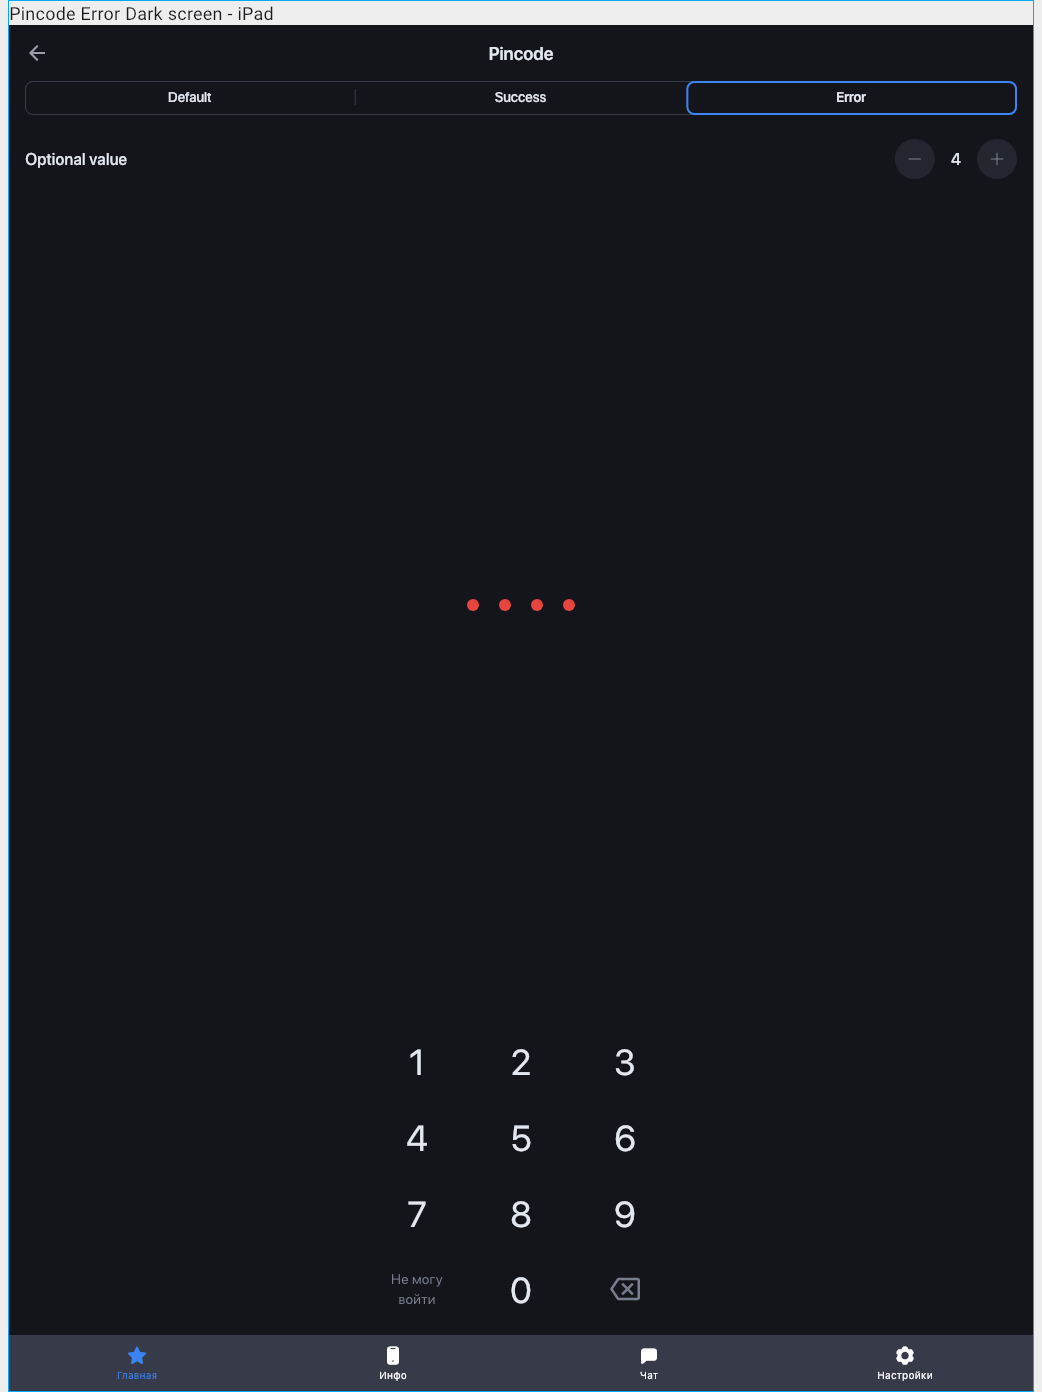 Pincode Error Dark screen - iPad
Pincode
Default Success Error
Optional value 4
1 2 3
4 5 6
7 8 9
Не могу
войти
0
Главная Инфо Чат Настройки